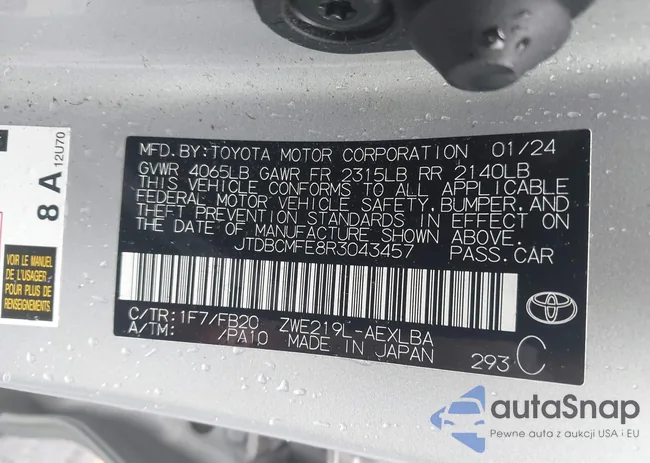 MFD. BY: TOYOTA MOTOR CORPORATION 01/24
GVWR 4065LB GAWR FR 2315LB RR 2140LB
THIS VEHICLE CONFORMS TO ALL APPLICABLE
FEDERAL MOTOR VEHICLE SAFETY, BUMPER, AND
THEFT PREVENTION STANDARDS IN EFFECT ON
THE DATE OF MANUFACTURE SHOWN ABOVE.
JTDBCMFE8R3043457 PASS. CAR
C/TR: 1F7/FB20 ZWE219L-AEXLBA
A/TM: /PA10 MADE IN JAPAN 293 C
8 A 12U70
VOIR LE MANUEL
DE L'USAGER
POUR PLUS DE
RENSEIGNEMENTS
autaSnap
Pewne auta z aukcji USA i EU